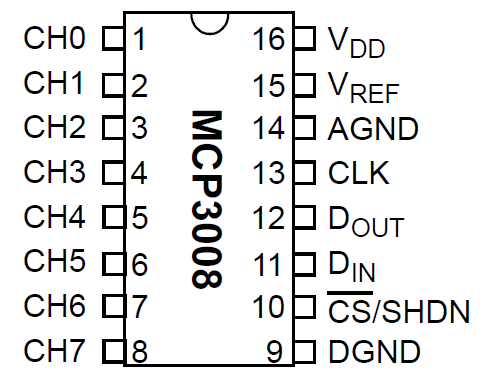 CH0 1 16 VDD
CH1 2 15 VREF
CH2 3 14 AGND
CH3 4 13 CLK
CH4 5 12 DOUT
CH5 6 11 DIN
CH6 7 10 C̅S̅/SHDN
CH7 8 9 DGND
MCP3008